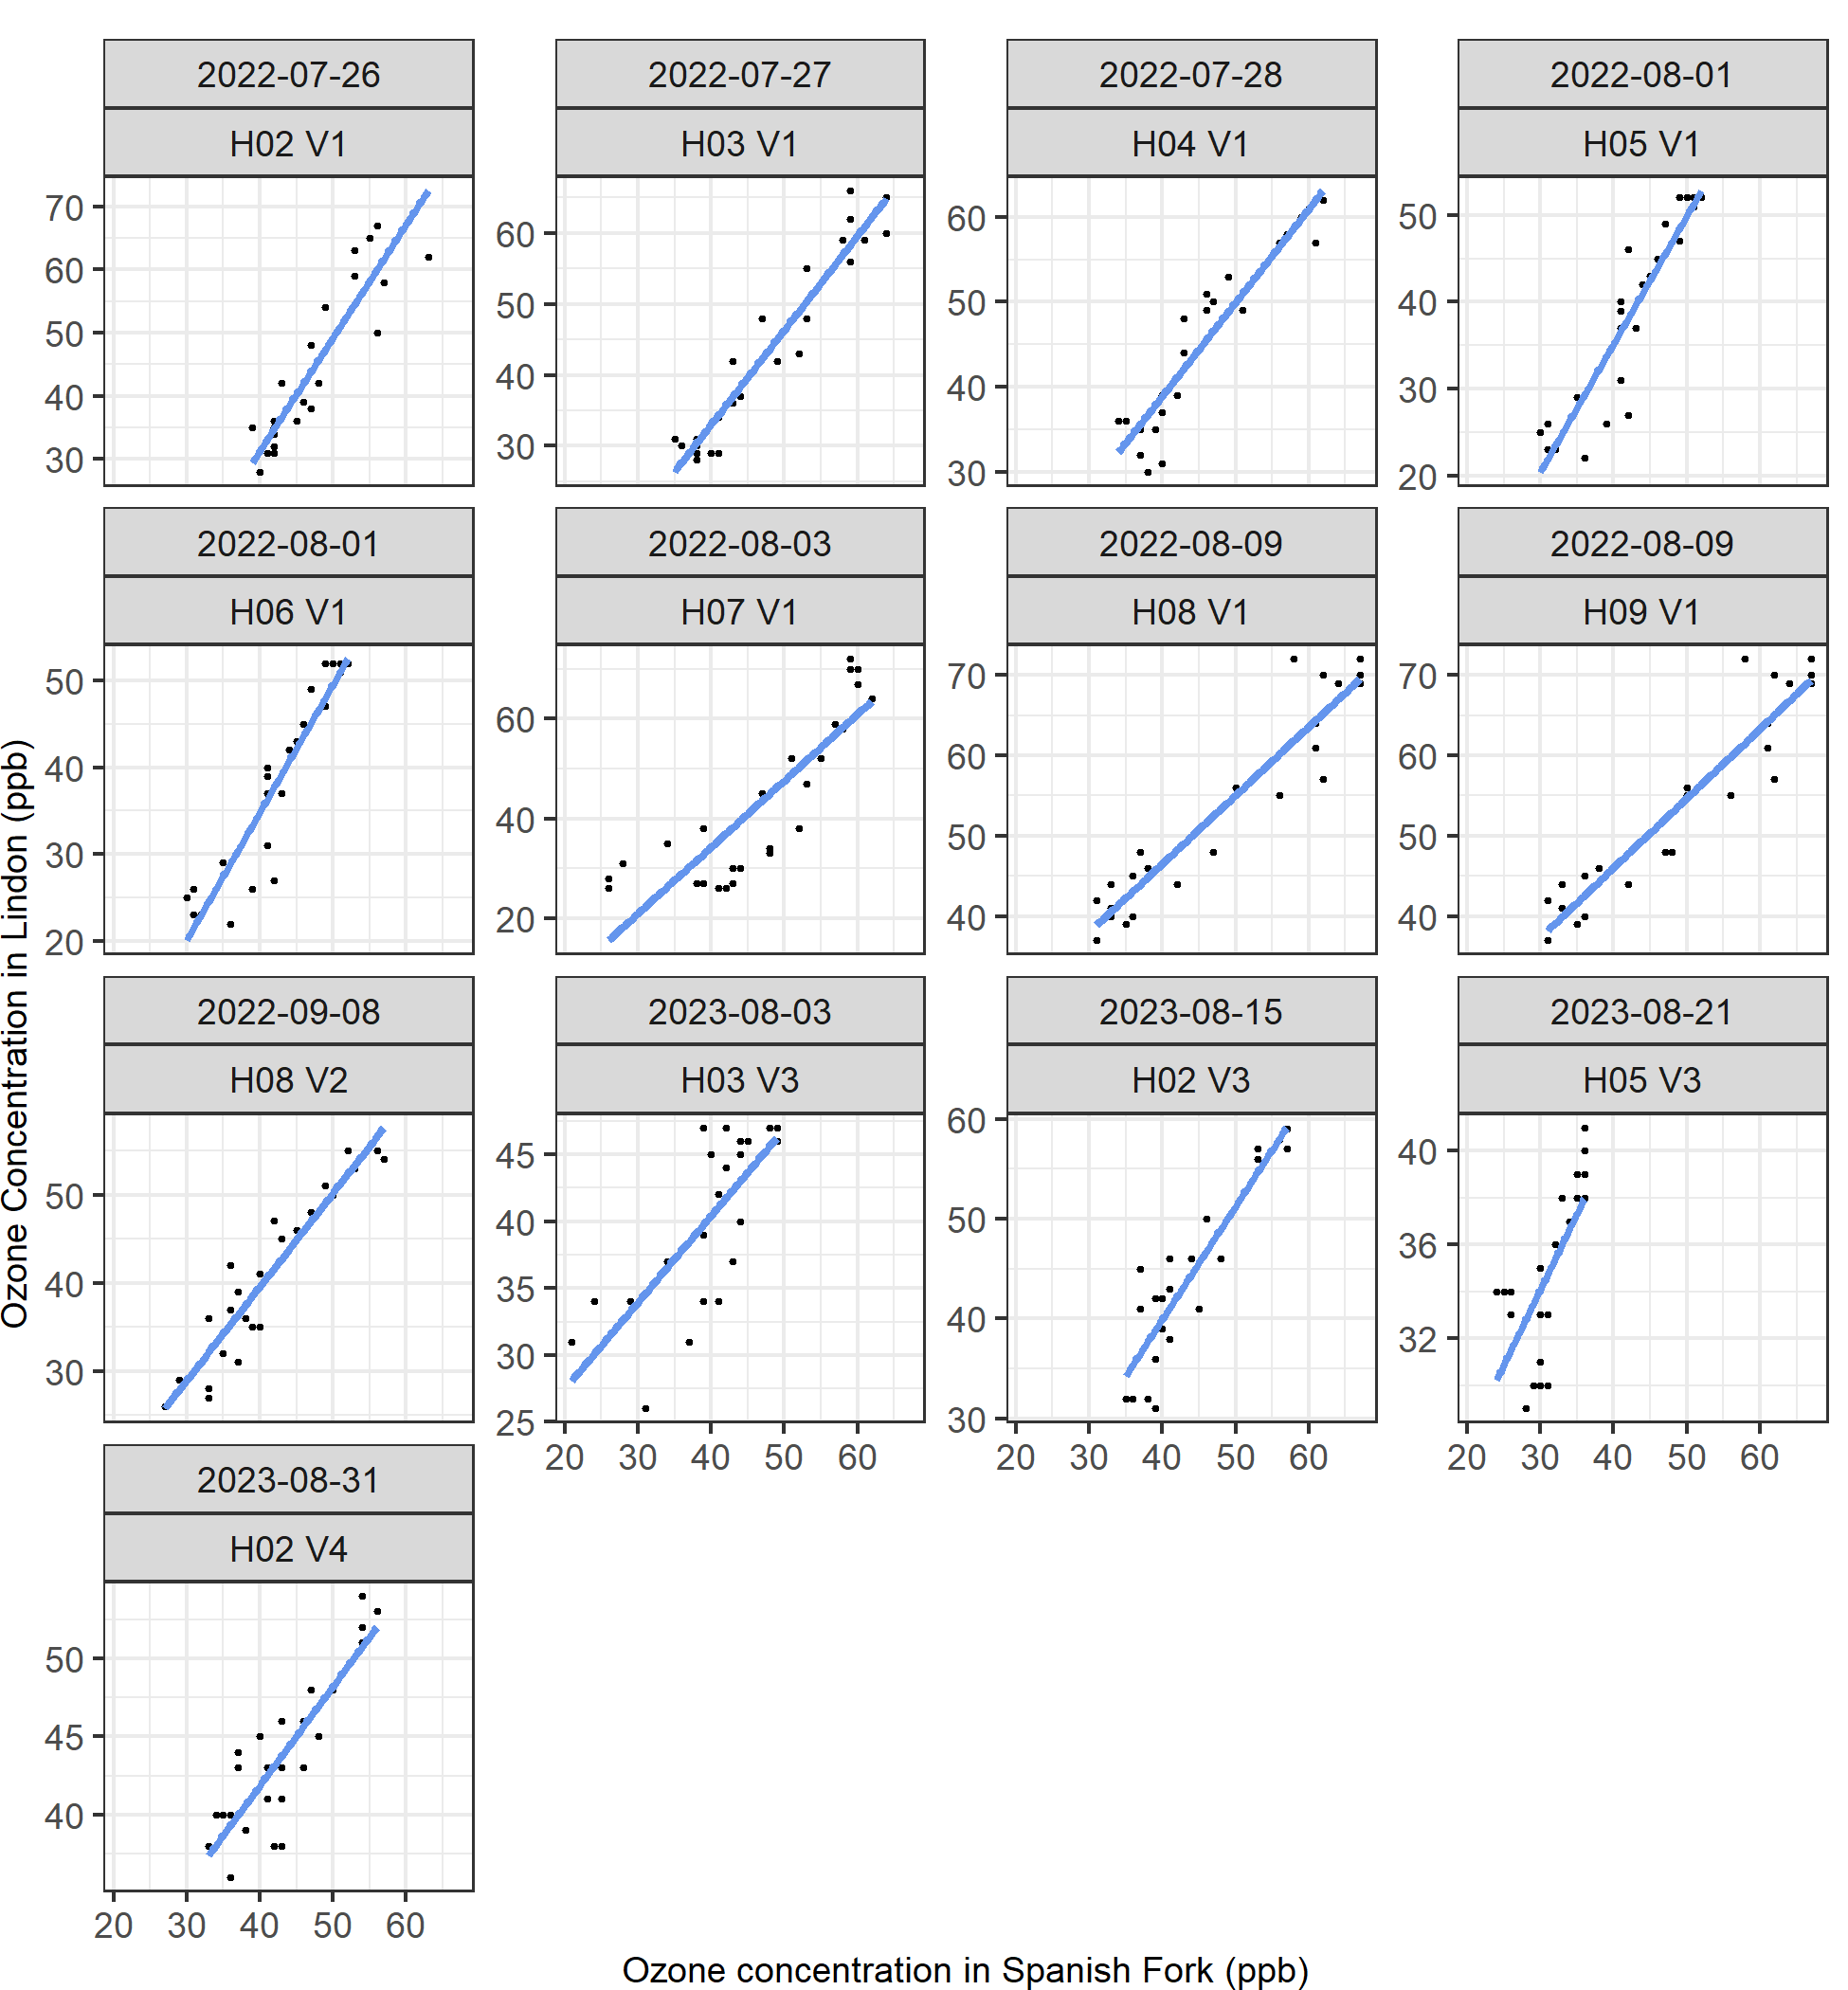 2022-07-26 2022-07-27 2022-07-28 2022-08-01
H02 V1 H03 V1 H04 V1 H05 V1
70 60 50 40 30
60 50 40 30
60 50 40 30
50 40 30 20
2022-08-01 2022-08-03 2022-08-09 2022-08-09
H06 V1 H07 V1 H08 V1 H09 V1
50 40 30 20
60 40 20
70 60 50 40
70 60 50 40
2022-09-08 2023-08-03 2023-08-15 2023-08-21
H08 V2 H03 V3 H02 V3 H05 V3
50 40 30
45 40 35 30 25
60 50 40 30
40 36 32
20 30 40 50 60 20 30 40 50 60 20 30 40 50 60
2023-08-31
H02 V4
50 45 40
20 30 40 50 60
Ozone Concentration in Lindon (ppb)
Ozone concentration in Spanish Fork (ppb)